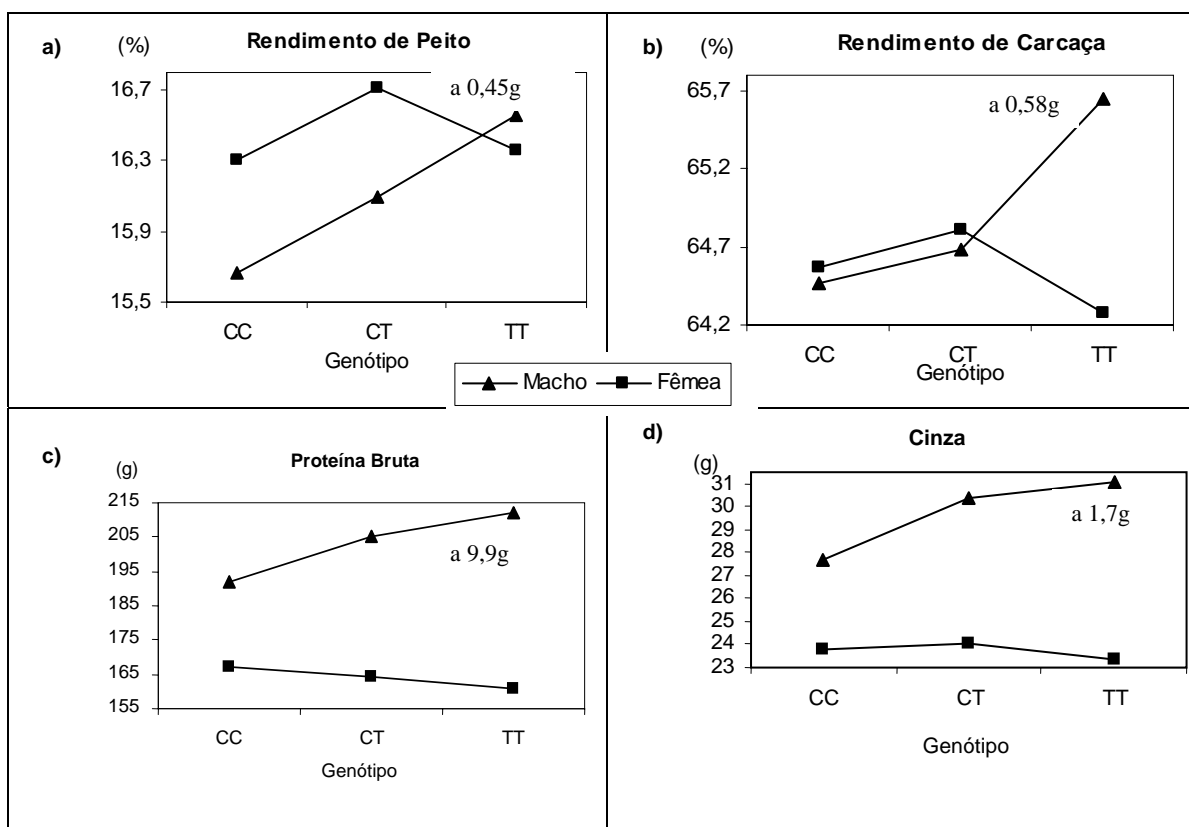 a)
(%)
Rendimento de Peito
16,7
16,3
15,9
15,5
a 0,45g
CC CT TT
Genótipo
b)
(%)
Rendimento de Carcaça
65,7
65,2
64,7
64,2
a 0,58g
CC CT TT
Genótipo
Macho Fêmea
c)
(g)
Proteína Bruta
215
205
195
185
175
165
155
a 9,9g
CC CT TT
Genótipo
d)
(g)
Cinza
31
30
29
28
27
26
25
24
23
a 1,7g
CC CT TT
Genótipo